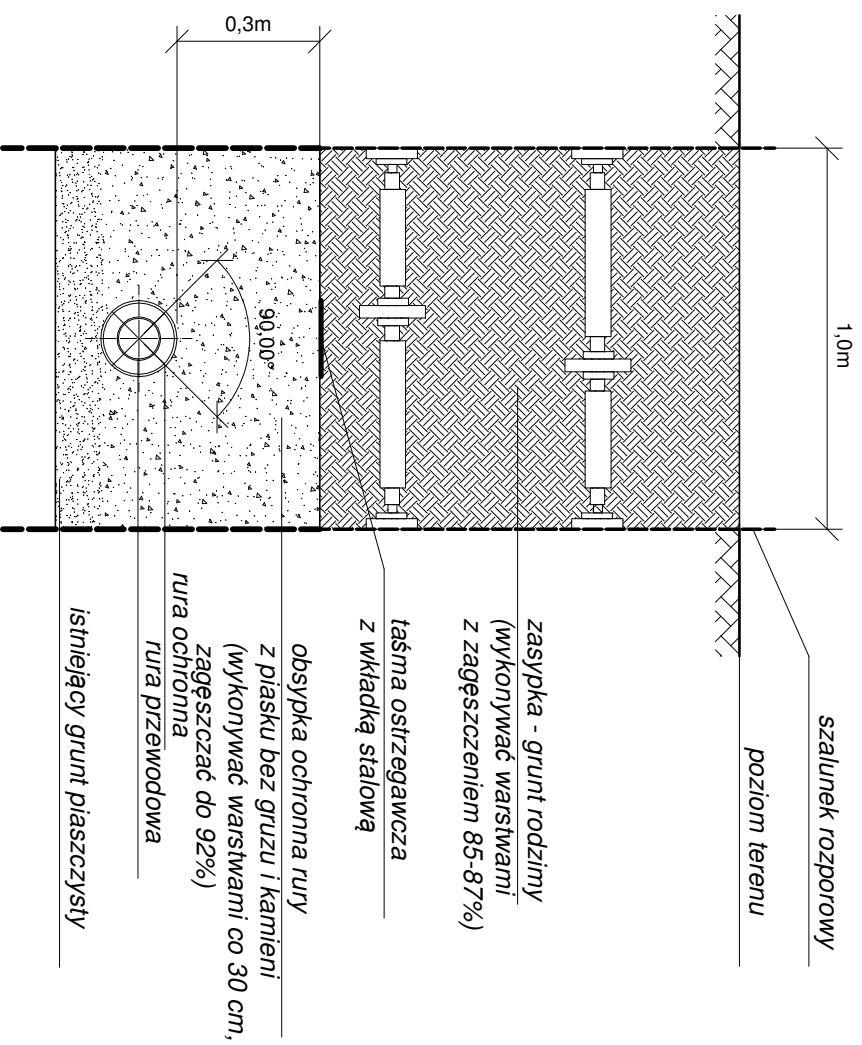 1,0m
szalunek rozporowy
poziom terenu
zasypka - grunt rodzimy
(wykonywać warstwami
z zagęszczeniem 85-87%)
taśma ostrzegawcza
z wkładką stalową
0,3m
90,00°
obsypka ochronna rury
z piasku bez gruzu i kamieni
(wykonywać warstwami co 30 cm,
zagęszczać do 92%)
rura ochronna
rura przewodowa
istniejący grunt piaszczysty